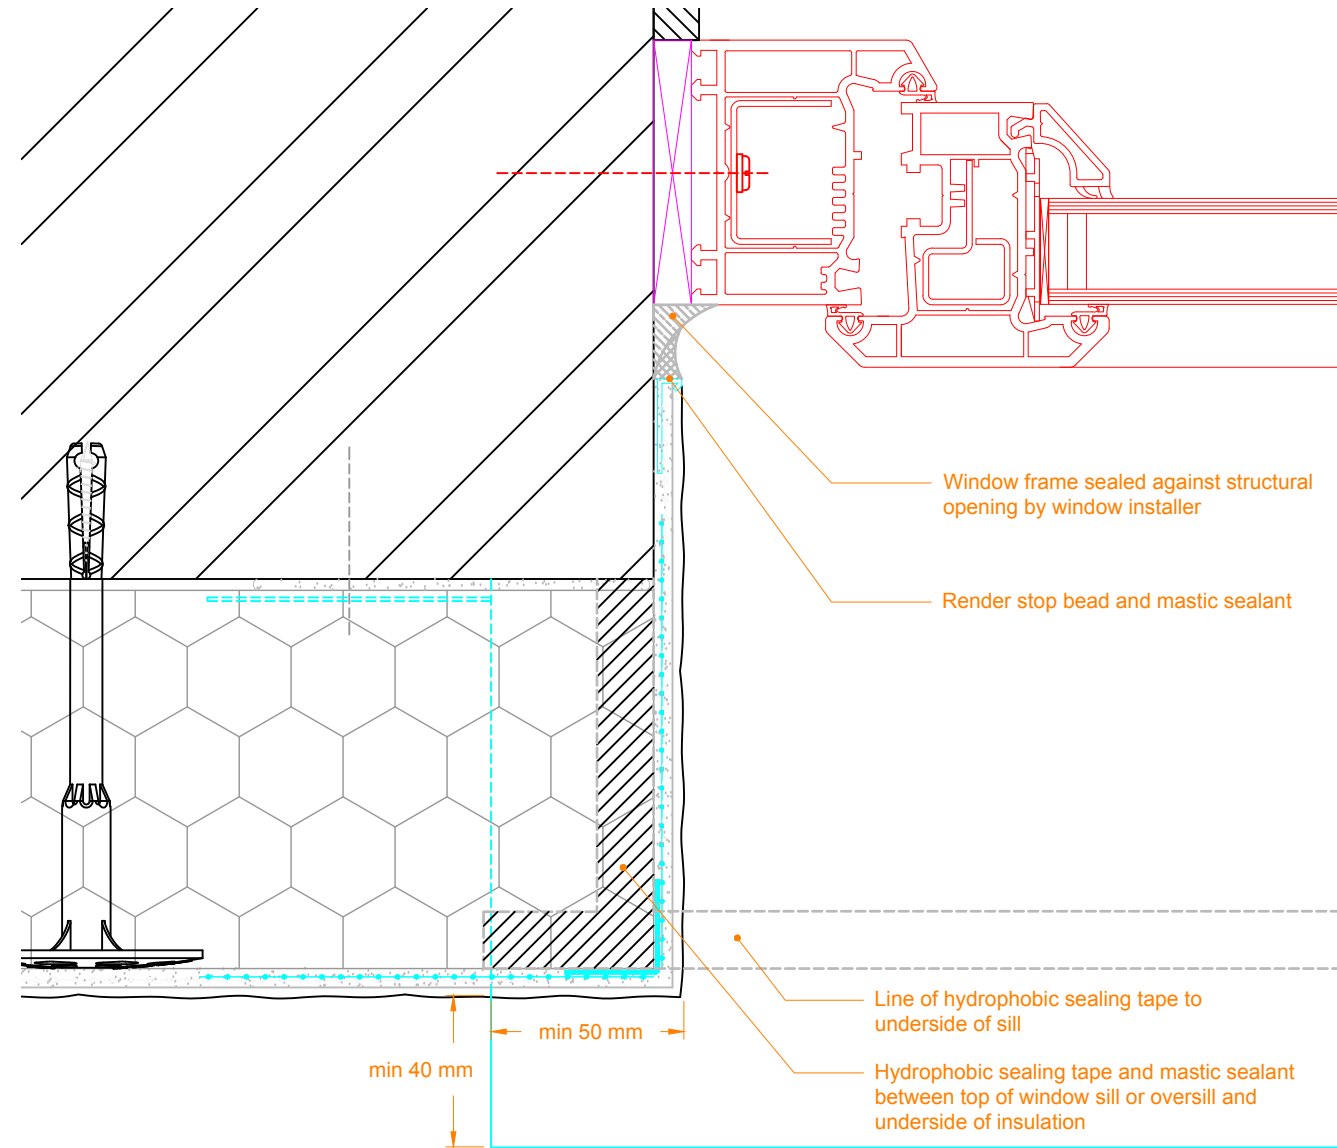 Window frame sealed against structural
opening by window installer
Render stop bead and mastic sealant
Line of hydrophobic sealing tape to
underside of sill
min 50 mm
min 40 mm
Hydrophobic sealing tape and mastic sealant
between top of window sill or oversill and
underside of insulation